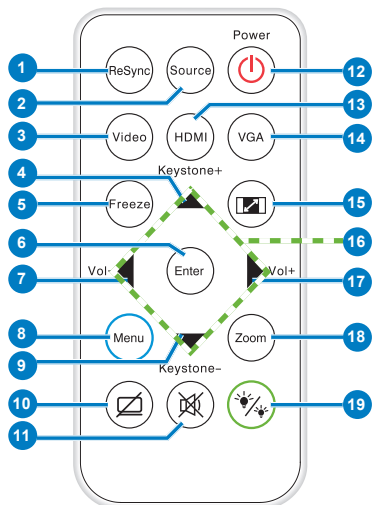 Power
1 ReSync Source 12
2 13
3 Video HDMI VGA 14
4 Keystone+
5 Freeze 15
6 16
7 Vol- Enter Vol+ 17
8 Menu Zoom 18
9 Keystone−
10 19
11